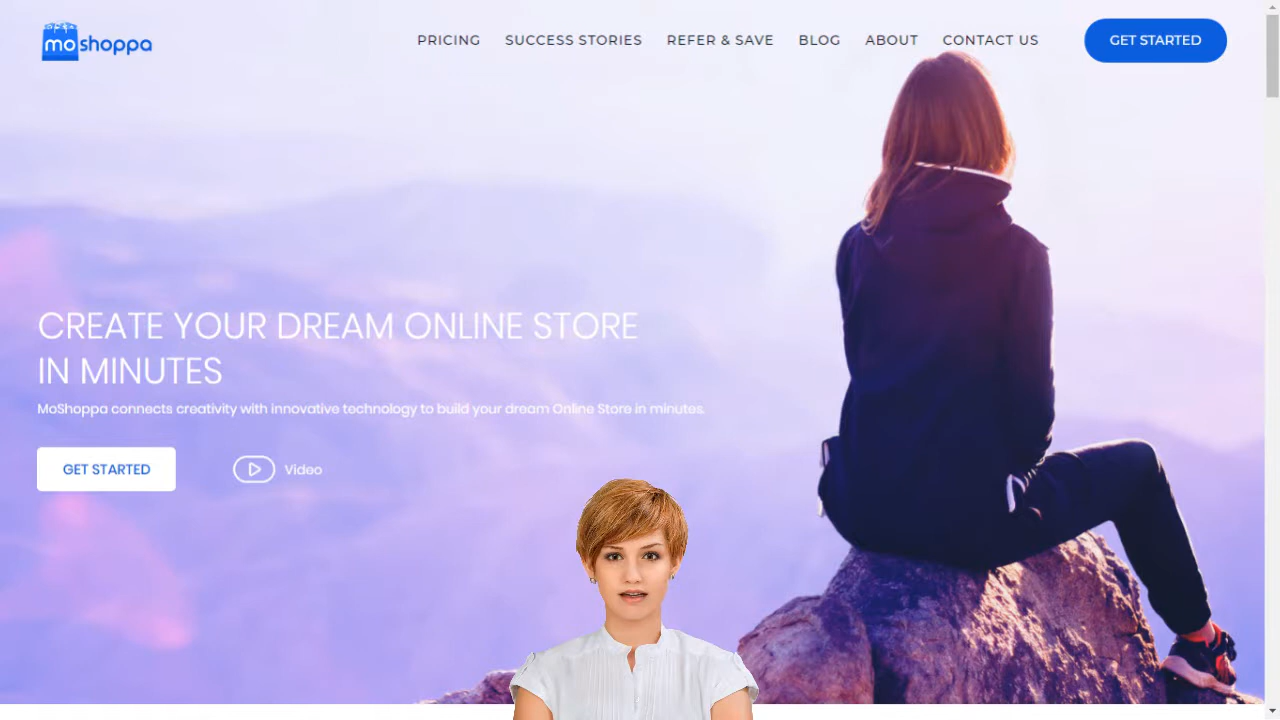 moshoppa
PRICING SUCCESS STORIES REFER & SAVE BLOG ABOUT CONTACT US GET STARTED
CREATE YOUR DREAM ONLINE STORE
IN MINUTES
MoShoppa connects creativity with innovative technology to build your dream Online Store in minutes.
GET STARTED Video